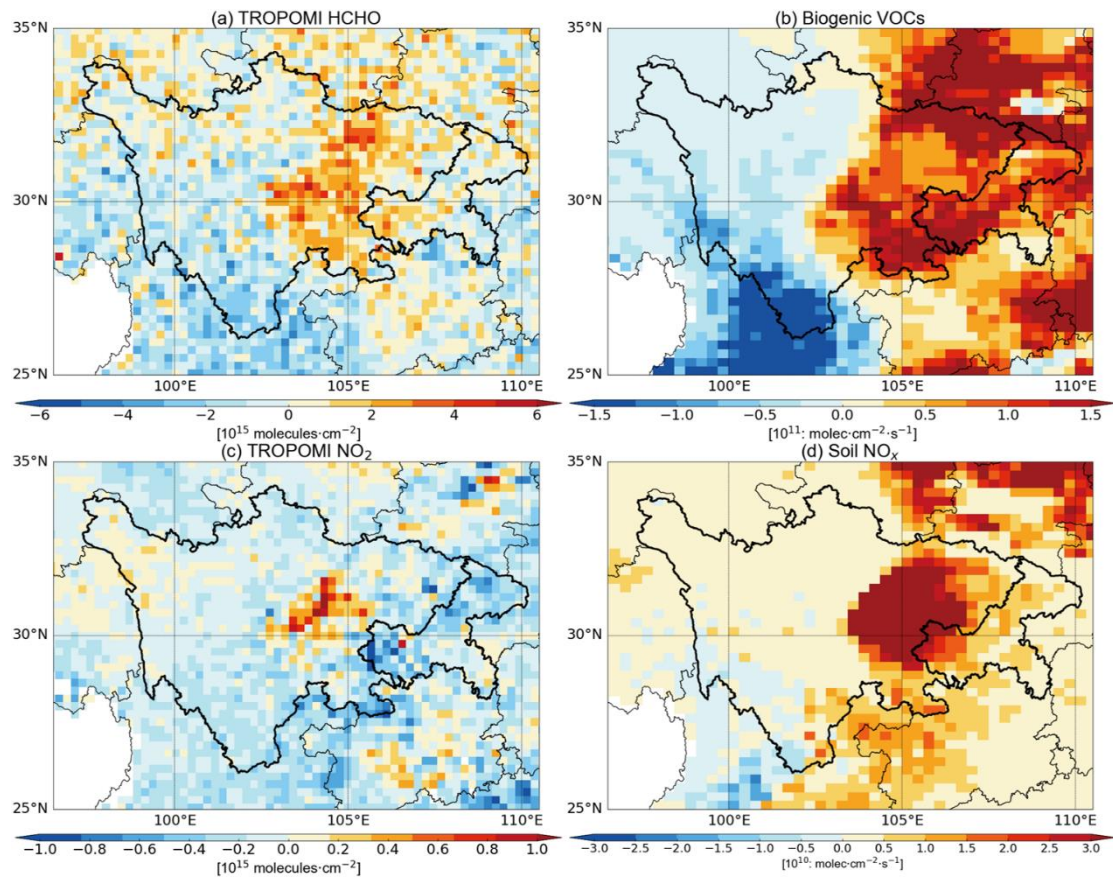 (a) TROPOMI HCHO
(b) Biogenic VOCs
35°N
35°N
30°N
30°N
25°N
25°N
100°E
105°E
110°E
100°E
105°E
110°E
−6
−4
−2
0
2
4
6
−1.5
−1.0
−0.5
0.0
0.5
1.0
1.5
[10¹⁵ molecules·cm⁻²]
[10¹¹: molec·cm⁻²·s⁻¹]
(c) TROPOMI NO₂
(d) Soil NOₓ
35°N
35°N
30°N
30°N
25°N
25°N
100°E
105°E
110°E
100°E
105°E
110°E
−1.0
−0.8
−0.6
−0.4
−0.2
0.0
0.2
0.4
0.6
0.8
1.0
−3.0
−2.5
−2.0
−1.5
−1.0
−0.5
0.0
0.5
1.0
1.5
2.0
2.5
3.0
[10¹⁵ molecules·cm⁻²]
[10¹⁰: molec·cm⁻²·s⁻¹]